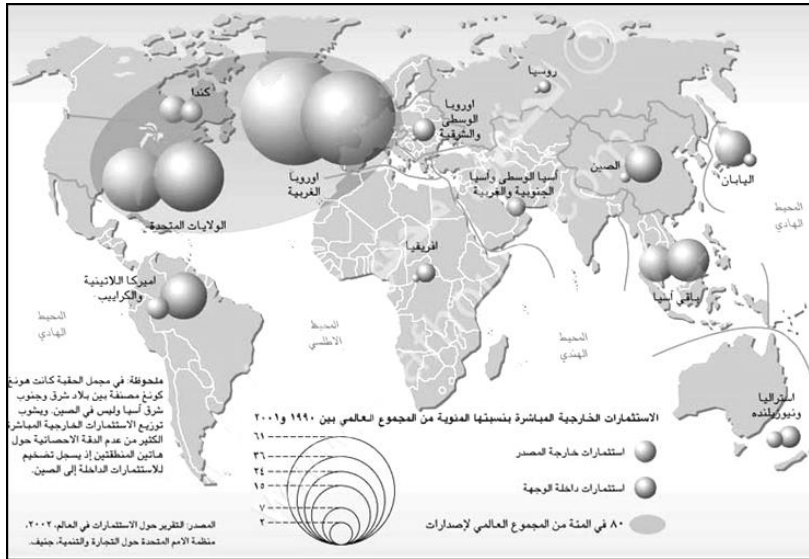 كندا
روسيا
اوروبا
الوسطى
والشرقية
اوروبا
الغربية
الولايات المتحدة
آسيا الوسطى وآسيا
الجنوبية والغربية
الصين
اليابان
المحيط
الهادي
افريقيا
اميركا اللاتينية
والكراييب
باقي آسيا
المحيط
الهادي
المحيط
الاطلسي
المحيط
الهندي
استراليا
ونيوزيلنده
ملحوظة: في مجمل الحقبة كانت هونغ
كونغ مصنفة بين بلاد شرق وجنوب
شرق آسيا وليس في الصين. ويشوب
توزيع الاستثمارات الخارجية المباشرة
الكثير من عدم الدقة الاحصائية حول
هاتين المنطقتين إذ يسجل تضخيم
للاستثمارات الداخلة إلى الصين.
المصدر: التقرير حول الاستثمارات في العالم، ٢٠٠٢،
منظمة الامم المتحدة حول التجارة والتنمية، جنيف.
الاستثمارات الخارجية المباشرة بنسبتها المئوية من المجموع العالمي بين ١٩٩٠ و٢٠٠١
٦١
٣٦
٢٤
١٥
٧
٢
استثمارات خارجة المصدر
استثمارات داخلة الوجهة
٨٠ في المئة من المجموع العالمي لإصدارات